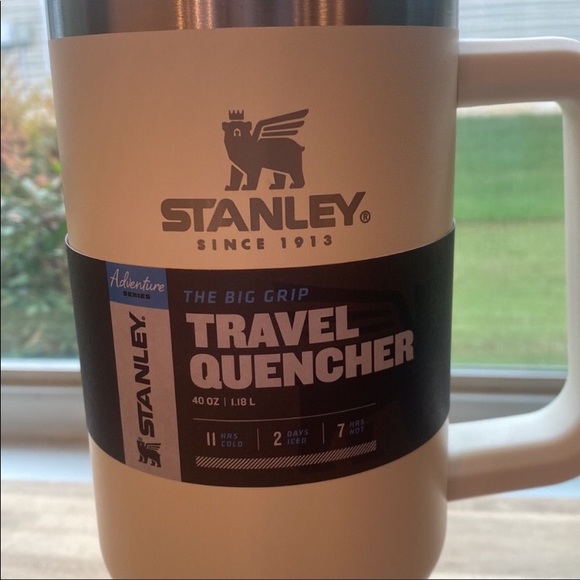 STANLEY®
SINCE 1913
Adventure
SERIES
STANLEY
THE BIG GRIP
TRAVEL
QUENCHER
40 OZ | 1.18 L
11 HRS COLD | 2 DAYS ICED | 7 HRS HOT